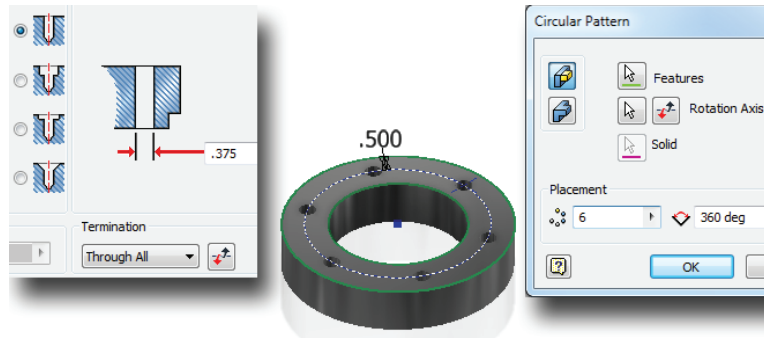 .375
Termination
Through All
.500
Circular Pattern
Features
Rotation Axis
Solid
Placement
6
360 deg
?
OK